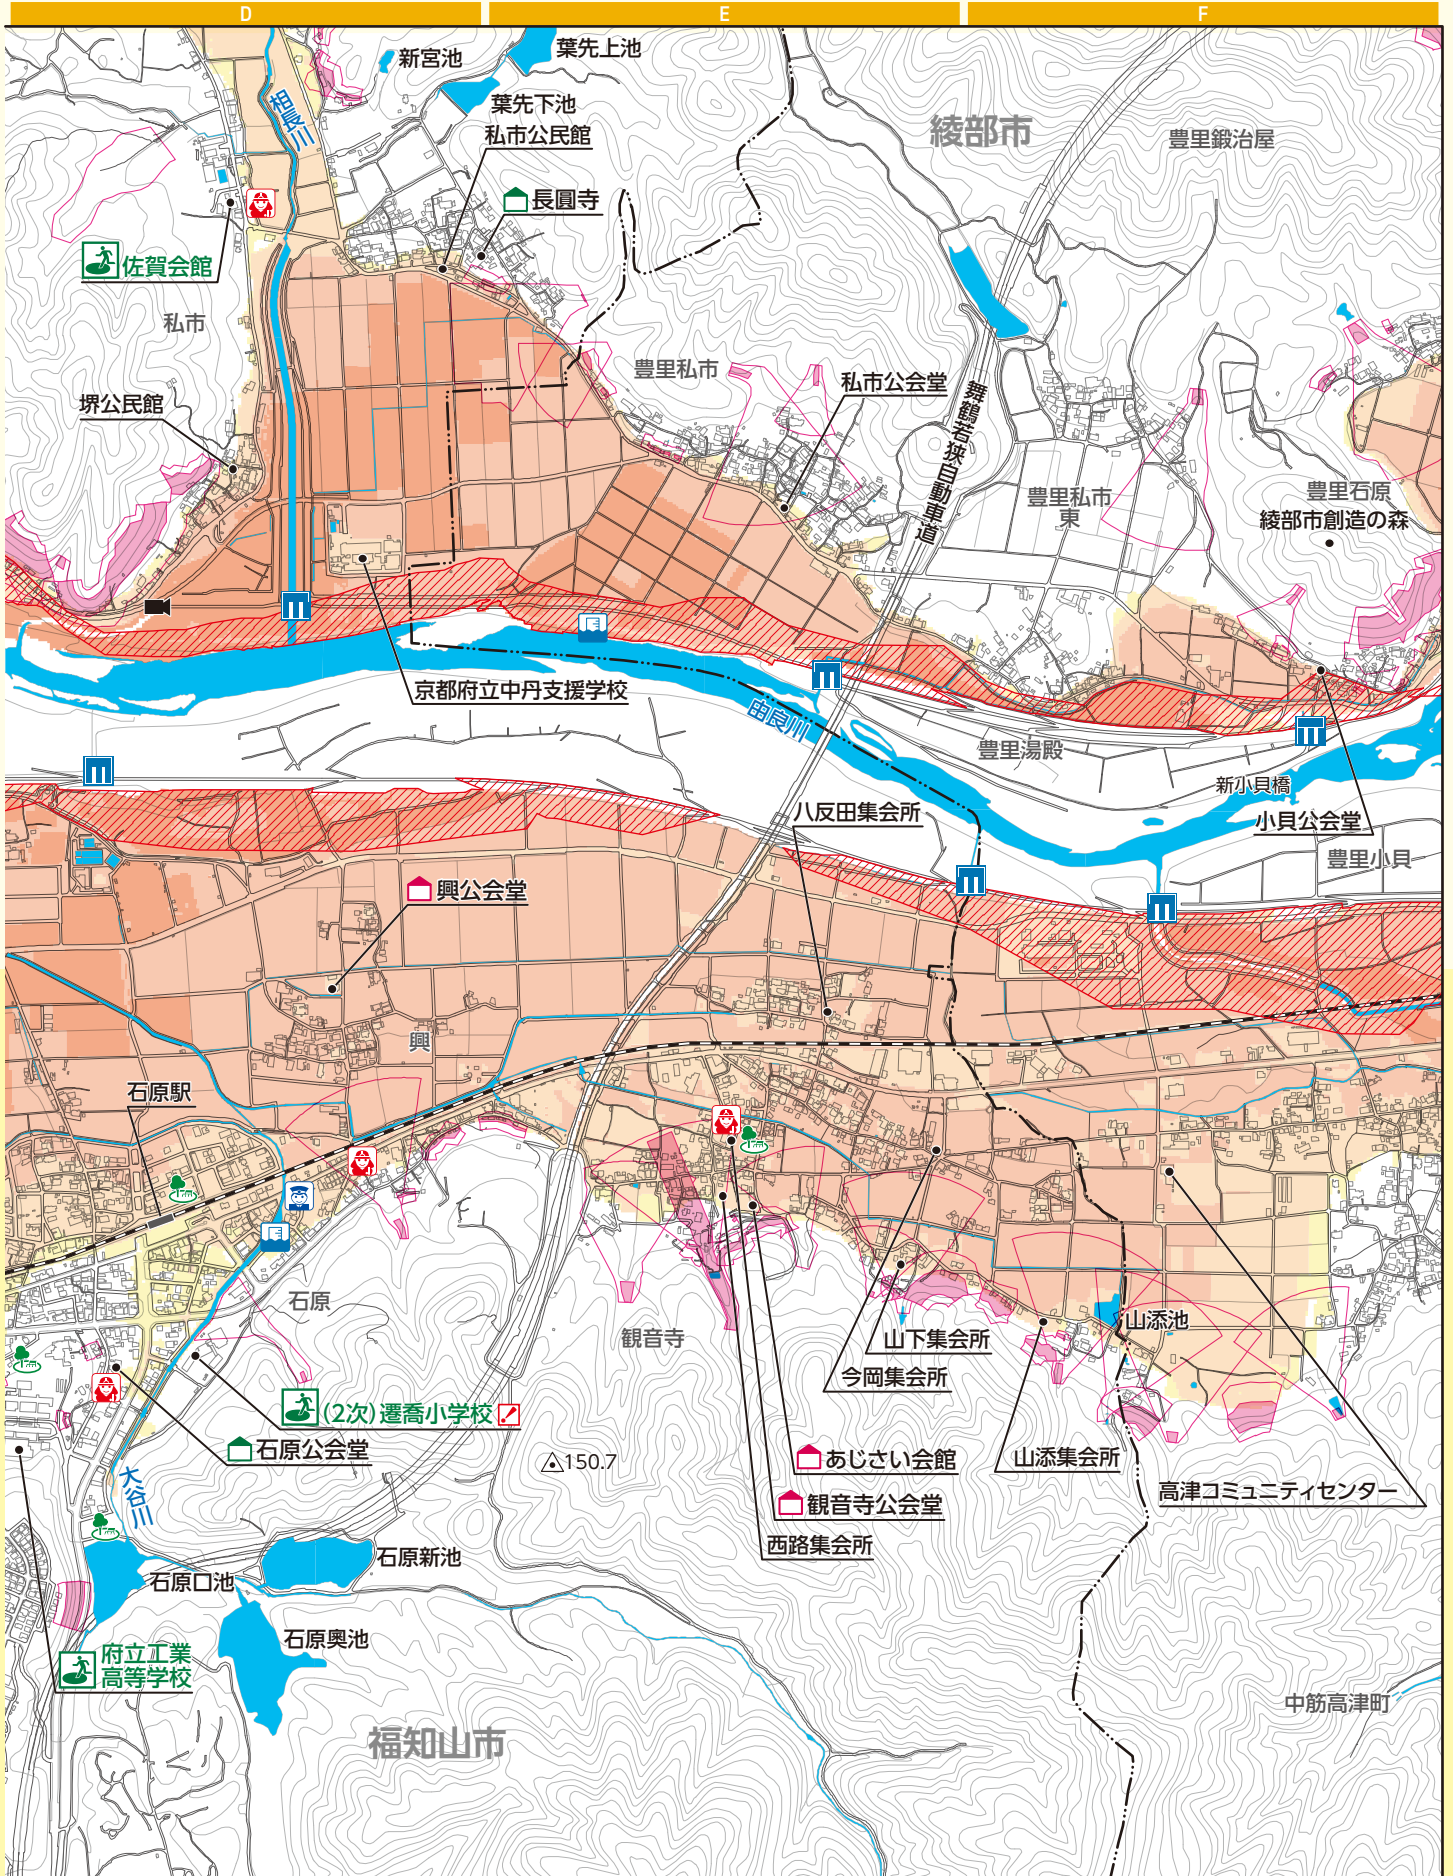 D
E
F
新宮池
葉先上池
葉先下池
私市公民館
相長川
綾部市
豊里鍛治屋
長圓寺
佐賀会館
私市
豊里私市
私市公会堂
堺公民館
舞鶴若狭自動車道
豊里私市
東
豊里石原
綾部市創造の森
京都府立中丹支援学校
由良川
豊里湯殿
新小貝橋
小貝公会堂
豊里小貝
八反田集会所
興公会堂
興
石原駅
石原
観音寺
山添池
山下集会所
今岡集会所
(2次)遷喬小学校
石原公会堂
150.7
あじさい会館
山添集会所
高津コミュニティセンター
観音寺公会堂
西路集会所
大谷川
石原新池
石原口池
石原奥池
府立工業
高等学校
中筋高津町
福知山市